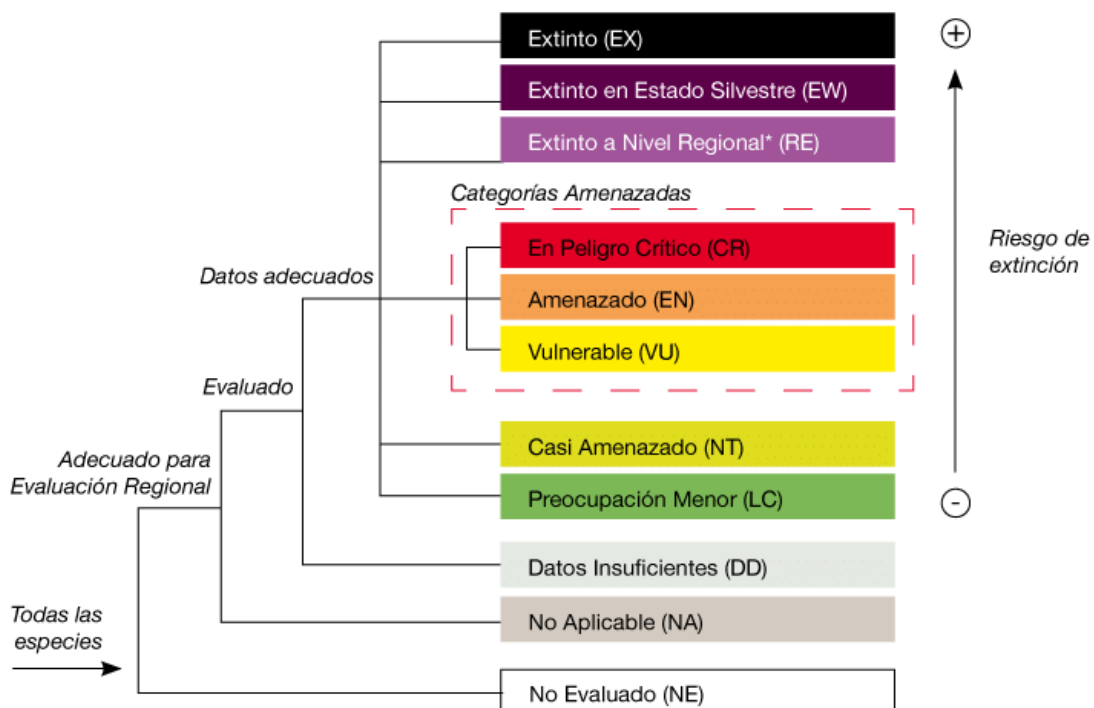 Extinto (EX)
+
Extinto en Estado Silvestre (EW)
Extinto a Nivel Regional* (RE)
Categorías Amenazadas
En Peligro Crítico (CR)
Riesgo de
extinción
Datos adecuados
Amenazado (EN)
Vulnerable (VU)
Evaluado
Casi Amenazado (NT)
Adecuado para
Evaluación Regional
Preocupación Menor (LC)
-
Datos Insuficientes (DD)
Todas las
especies
No Aplicable (NA)
No Evaluado (NE)